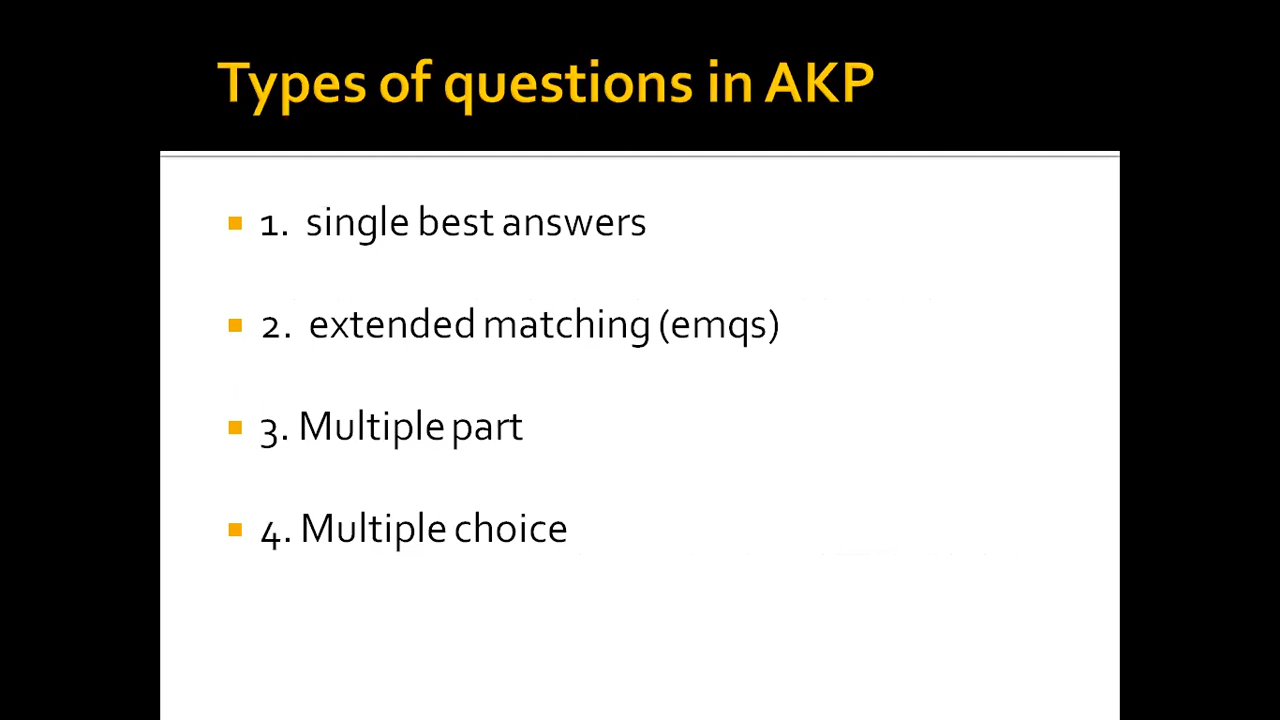 Types of questions in AKP
1. single best answers
2. extended matching (emqs)
3. Multiple part
4. Multiple choice